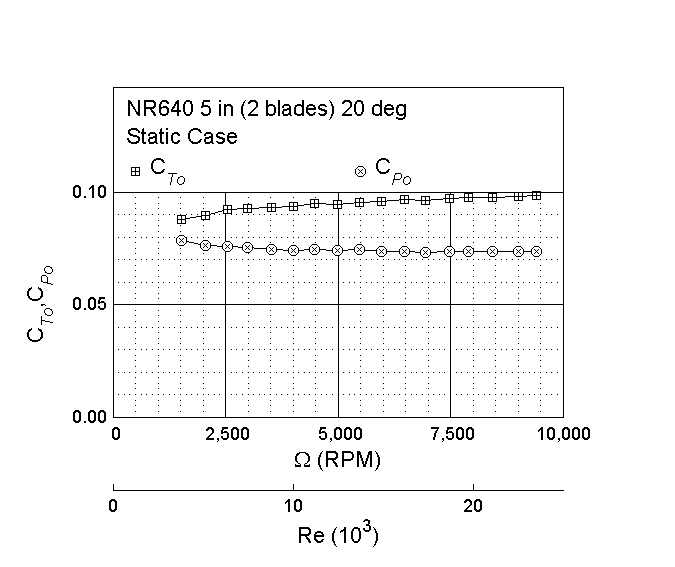 NR640 5 in (2 blades) 20 deg
Static Case
C_To C_Po
0.10
0.05
0.00
C_To,C_Po
0 2,500 5,000 7,500 10,000
Ω (RPM)
0 10 20
Re (10^3)